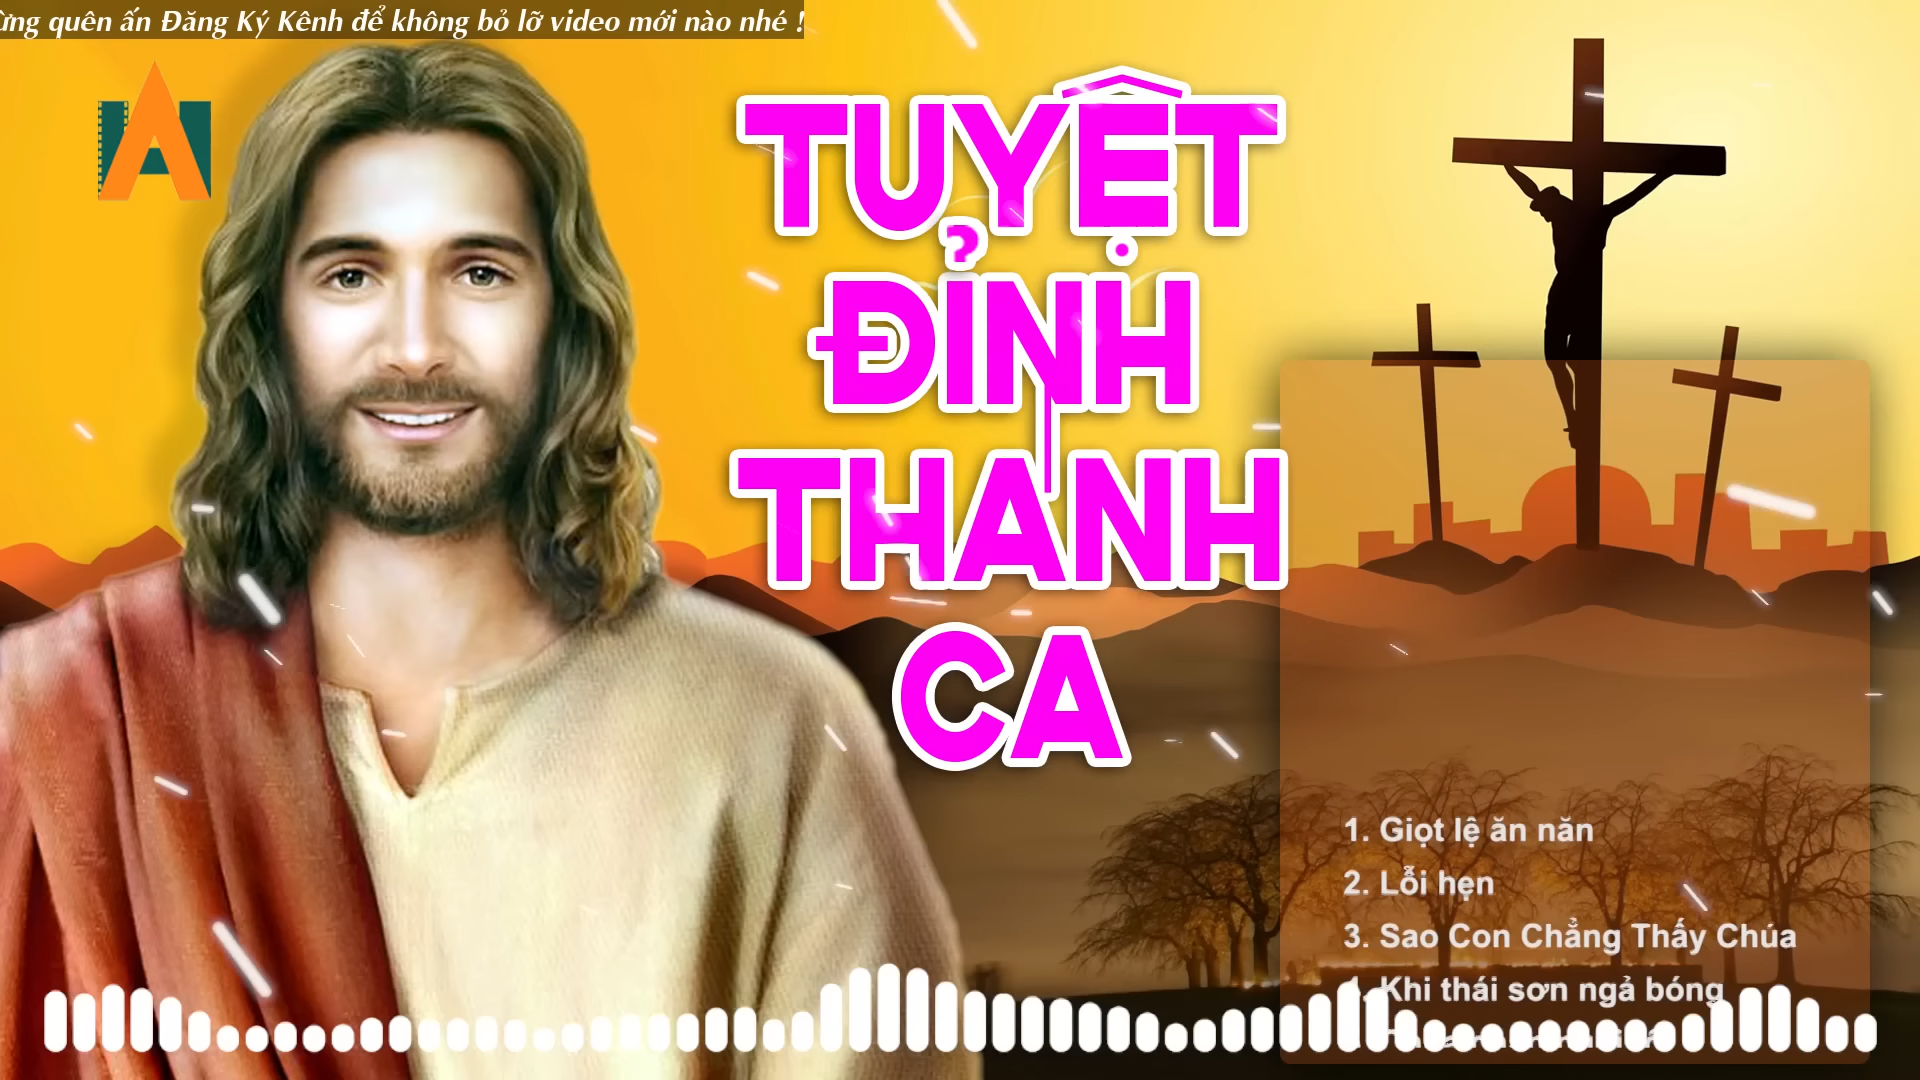 ừng quên ấn Đăng Ký Kênh để không bỏ lỡ video mới nào nhé !
TUYỆT
ĐỈNH
THÁNH
CA
1. Giọt lệ ăn năn
2. Lỗi hẹn
3. Sao Con Chẳng Thấy Chúa
4. Khi thái sơn ngả bóng